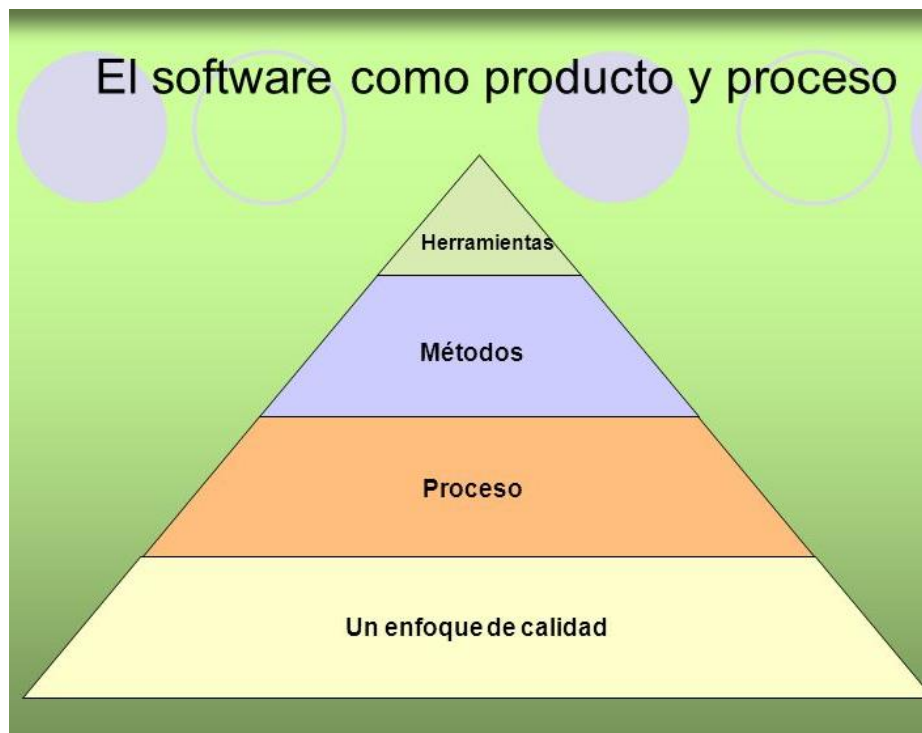 El software como producto y proceso
Herramientas
Métodos
Proceso
Un enfoque de calidad